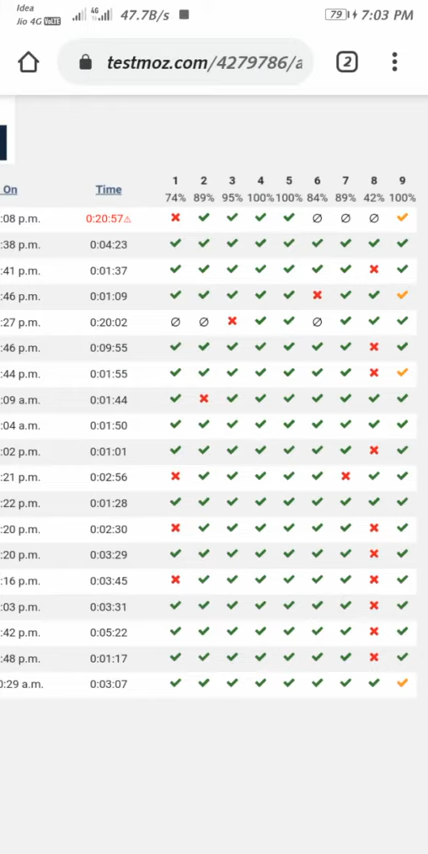 Idea
Jio 4G VoLTE 4G 47.7B/s 79 7:03 PM
testmoz.com/4279786/a 2
On Time 1 2 3 4 5 6 7 8 9
74% 89% 95% 100% 100% 84% 89% 42% 100%
:08 p.m. 0:20:57
:38 p.m. 0:04:23
:41 p.m. 0:01:37
:46 p.m. 0:01:09
:27 p.m. 0:20:02
:46 p.m. 0:09:55
:44 p.m. 0:01:55
:09 a.m. 0:01:44
:04 a.m. 0:01:50
:02 p.m. 0:01:01
:21 p.m. 0:02:56
:22 p.m. 0:01:28
:20 p.m. 0:02:30
:20 p.m. 0:03:29
:16 p.m. 0:03:45
:03 p.m. 0:03:31
:42 p.m. 0:05:22
:48 p.m. 0:01:17
0:29 a.m. 0:03:07